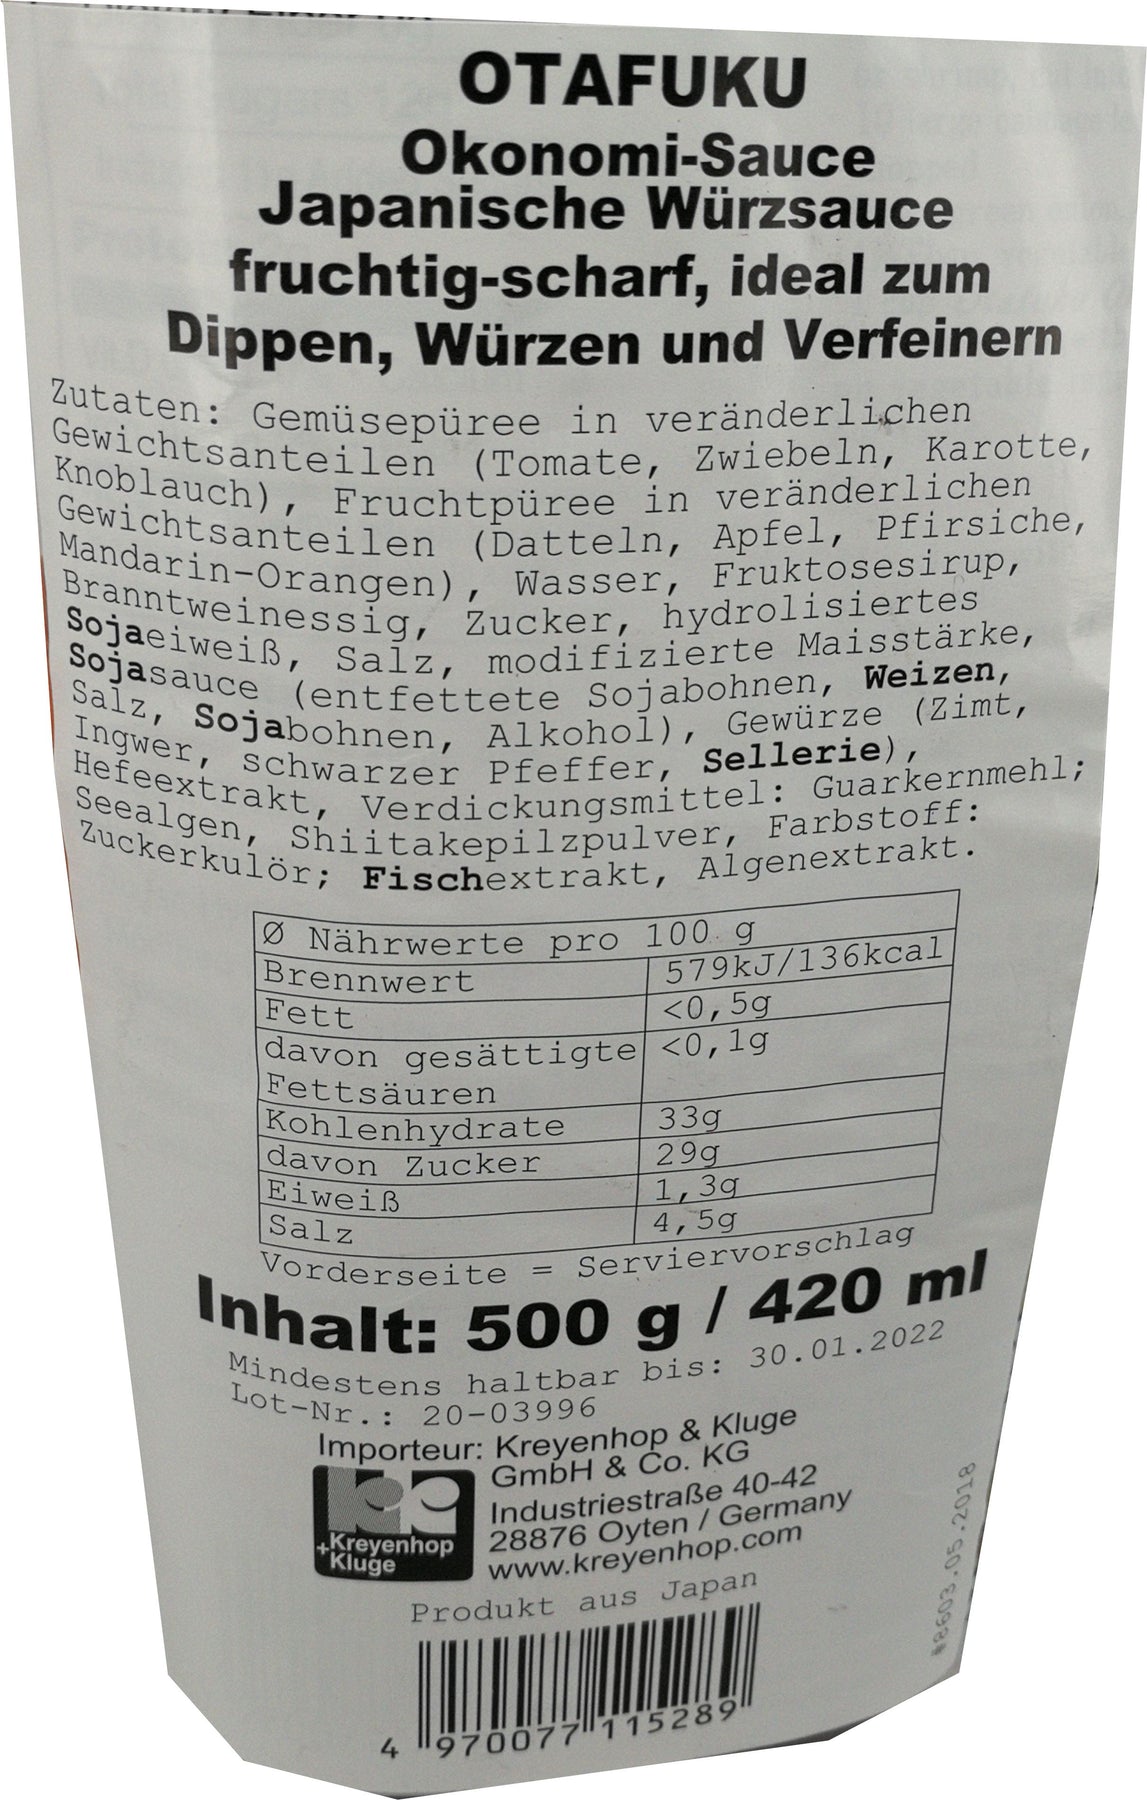 OTAFUKU
Okonomi-Sauce
Japanische Würzsauce
fruchtig-scharf, ideal zum
Dippen, Würzen und Verfeinern
Zutaten: Gemüsepüree in veränderlichen
Gewichtsanteilen (Tomate, Zwiebeln, Karotte,
Knoblauch), Fruchtpüree in veränderlichen
Gewichtsanteilen (Datteln, Apfel, Pfirsiche,
Mandarin-Orangen), Wasser, Fruktosesirup,
Branntweinessig, Zucker, hydrolisiertes
Sojaeiweiß, Salz, modifizierte Maisstärke,
Sojasauce (entfettete Sojabohnen, Weizen,
Salz, Sojabohnen, Alkohol), Gewürze (Zimt,
Ingwer, schwarzer Pfeffer, Sellerie),
Hefeextrakt, Verdickungsmittel: Guarkernmehl;
Seealgen, Shiitakepilzpulver, Farbstoff:
Zuckerkulör; Fischextrakt, Algenextrakt.
Ø Nährwerte pro 100 g
Brennwert 579kJ/136kcal
Fett <0,5g
davon gesättigte <0,1g
Fettsäuren
Kohlenhydrate 33g
davon Zucker 29g
Eiweiß 1,3g
Salz 4,5g
Vorderseite = Serviervorschlag
Inhalt: 500 g / 420 ml
Mindestens haltbar bis: 30.01.2022
Lot-Nr.: 20-03996
Importeur: Kreyenhop & Kluge
GmbH & Co. KG
Industriestraße 40-42
28876 Oyten / Germany
www.kreyenhop.com
+Kreyenhop
Kluge
Produkt aus Japan
#8603.05.2018
4 970077 115289